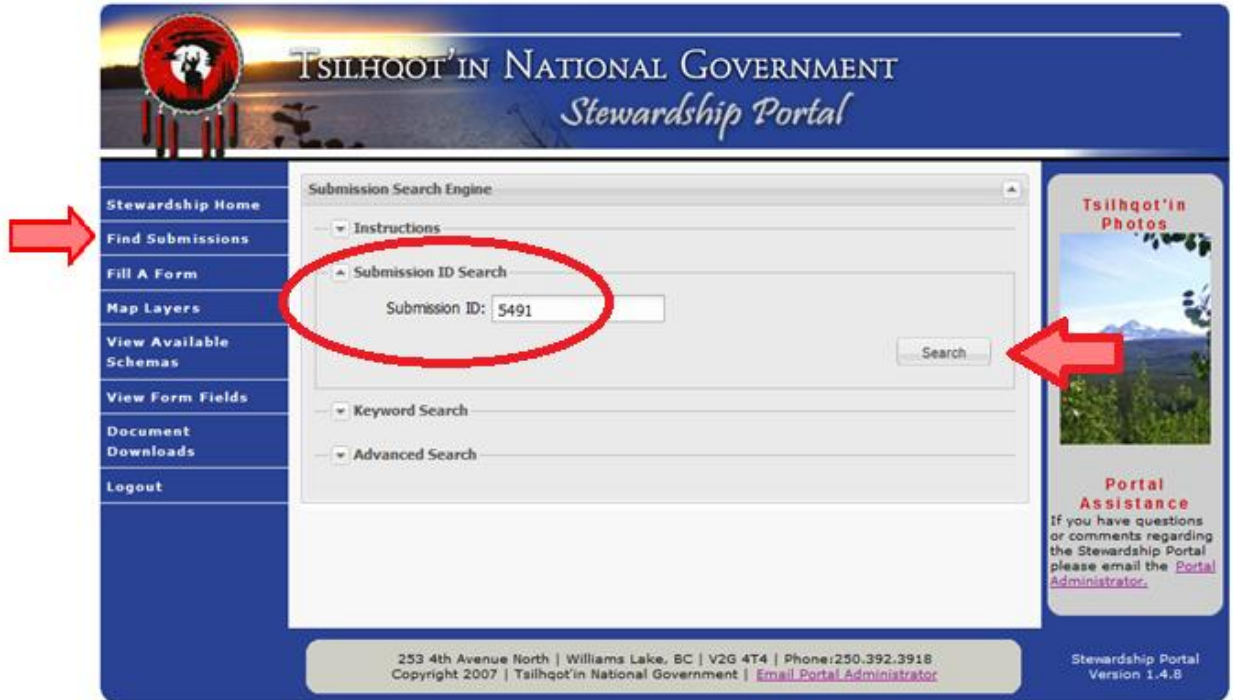 TSILHQOT'IN NATIONAL GOVERNMENT
Stewardship Portal
Stewardship Home
Find Submissions
Fill A Form
Map Layers
View Available
Schemas
View Form Fields
Document
Downloads
Logout
Submission Search Engine
Instructions
Submission ID Search
Submission ID: 5491
Search
Keyword Search
Advanced Search
Tsilhqot'in
Photos
Portal
Assistance
If you have questions
or comments regarding
the Stewardship Portal
please email the Portal
Administrator.
253 4th Avenue North | Williams Lake, BC | V2G 4T4 | Phone:250.392.3918
Copyright 2007 | Tsilhqot'in National Government | Email Portal Administrator
Stewardship Portal
Version 1.4.8